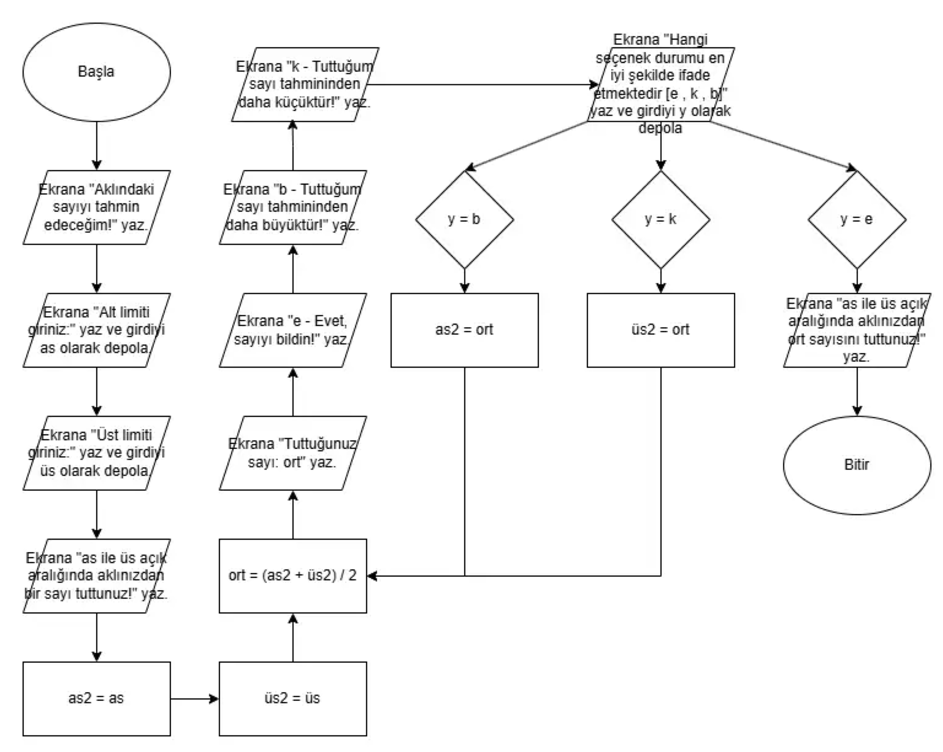 Başla
Ekrana "Aklındaki
sayıyı tahmin
edeceğim!" yaz.
Ekrana "Alt limiti
giriniz:" yaz ve girdiyi
as olarak depola.
Ekrana "Üst limiti
giriniz:" yaz ve girdiyi
üs olarak depola.
Ekrana "as ile üs açık
aralığında aklınızdan
bir sayı tuttunuz!" yaz.
as2 = as
üs2 = üs
ort = (as2 + üs2) / 2
Ekrana "Tuttuğunuz
sayı: ort" yaz.
Ekrana "e - Evet,
sayıyı bildin!" yaz.
Ekrana "b - Tuttuğum
sayı tahmininden
daha büyüktür!" yaz.
Ekrana "k - Tuttuğum
sayı tahmininden
daha küçüktür!" yaz.
Ekrana "Hangi
seçenek durumu en
iyi şekilde ifade
etmektedir [e , k , b]"
yaz ve girdiyi y olarak
depola
y = b
as2 = ort
y = k
üs2 = ort
y = e
Ekrana "as ile üs açık
aralığında aklınızdan
ort sayısını tuttunuz!"
yaz.
Bitir